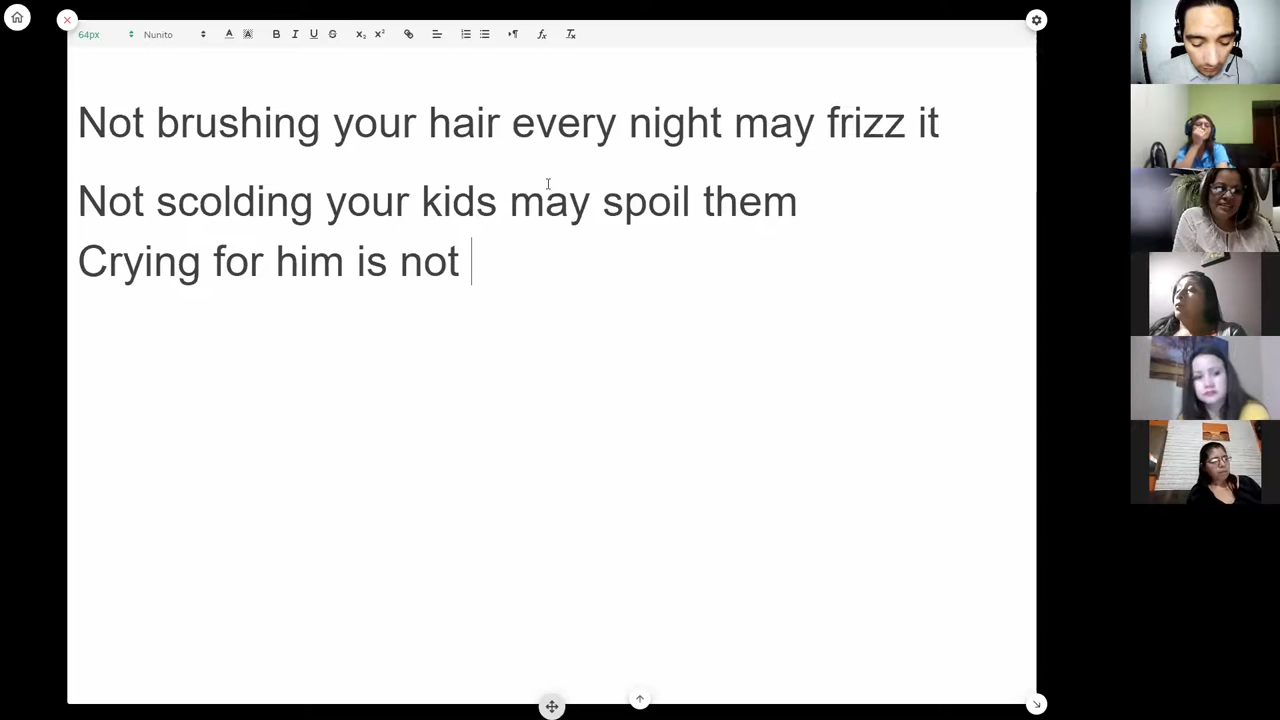 64px
Nunito
Not brushing your hair every night may frizz it
Not scolding your kids may spoil them
Crying for him is not